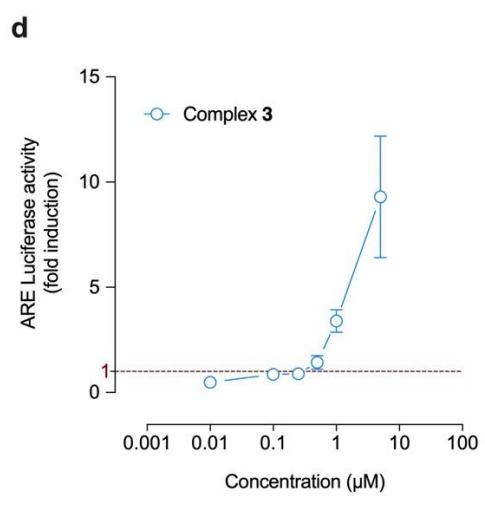 d
15
Complex 3
10
ARE Luciferase activity
(fold induction)
5
1
0
0.001 0.01 0.1 1 10 100
Concentration (µM)